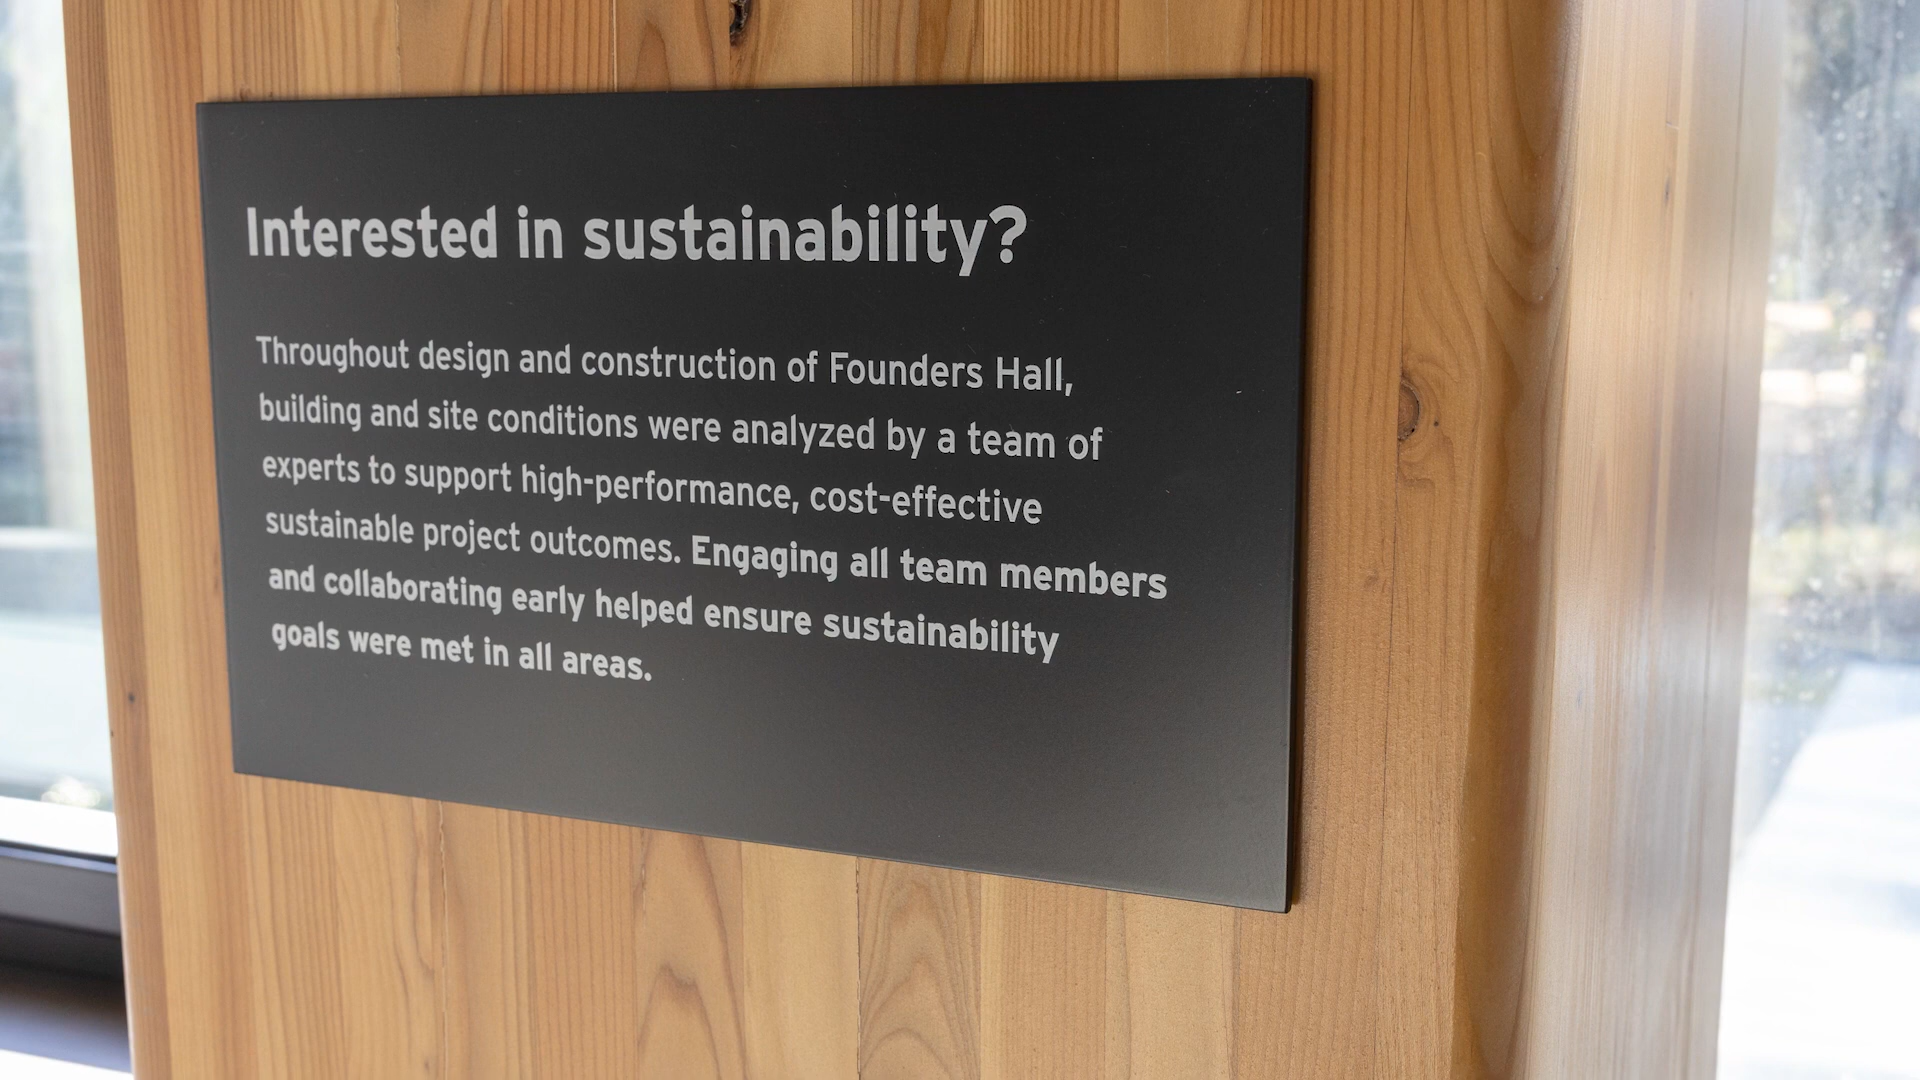 Interested in sustainability?
Throughout design and construction of Founders Hall,
building and site conditions were analyzed by a team of
experts to support high-performance, cost-effective
sustainable project outcomes. Engaging all team members
and collaborating early helped ensure sustainability
goals were met in all areas.